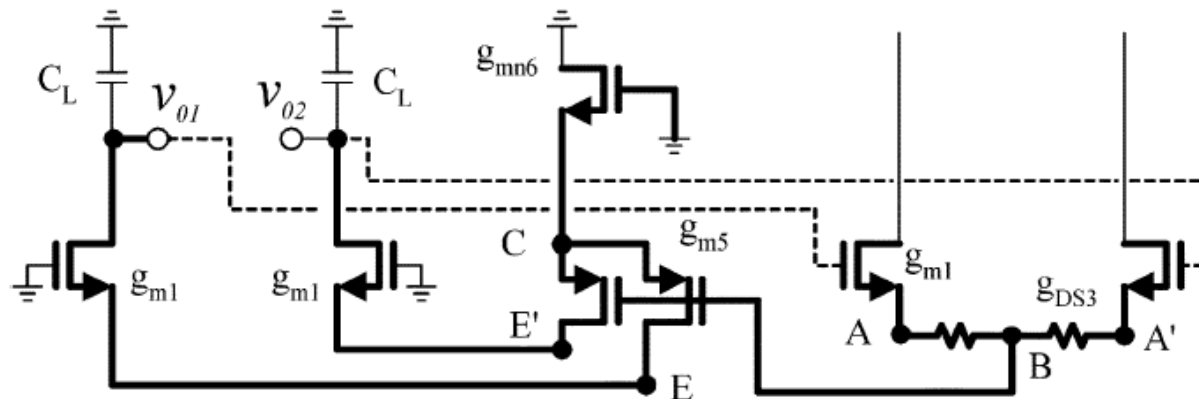 g_mn6
C_L
v_01
v_02
C_L
C
g_m5
g_m1
g_m1
E'
g_m1
g_DS3
A
B
A'
E